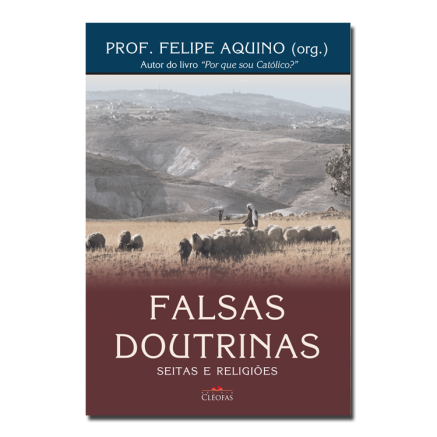 PROF. FELIPE AQUINO (org.)
Autor do livro “Por que sou Católico?”
FALSAS
DOUTRINAS
SEITAS E RELIGIÕES
CLÉOFAS